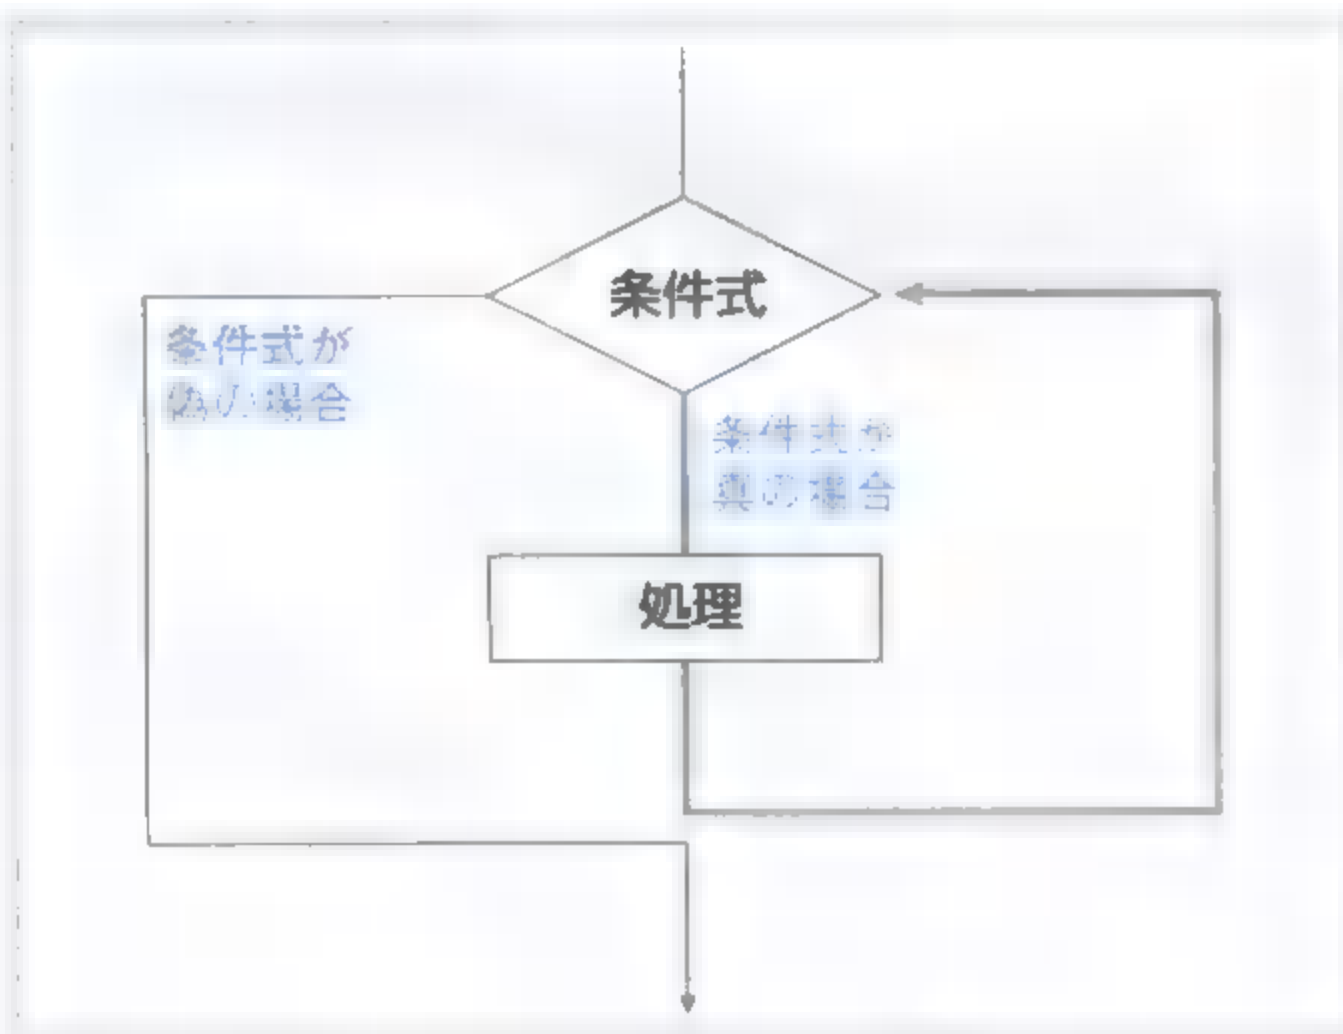 条件式
条件式が
偽の場合
条件式が
真の場合
処理